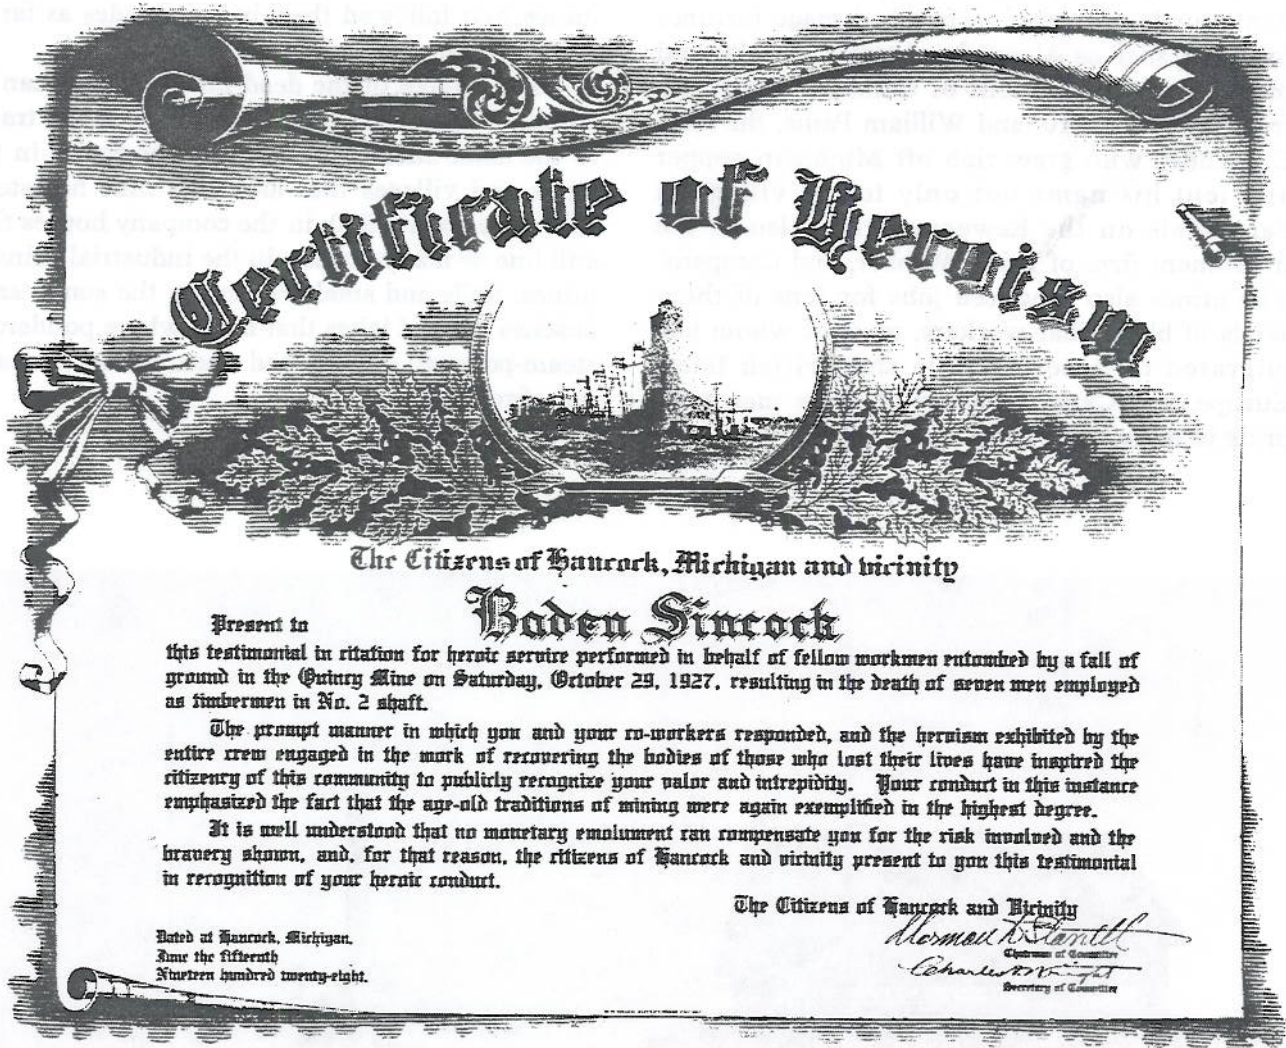 Certificate of Heroism
The Citizens of Hancock, Michigan and vicinity
Present to
Baden Sincock
this testimonial in citation for heroic service performed in behalf of fellow workmen entombed by a fall of
ground in the Quincy Mine on Saturday, October 29, 1927, resulting in the death of seven men employed
as timbermen in No. 2 shaft.
The prompt manner in which you and your co-workers responded, and the heroism exhibited by the
entire crew engaged in the work of recovering the bodies of those who lost their lives have inspired the
citizency of this community to publicly recognize your valor and intrepidity. Your conduct in this instance
emphasized the fact that the age-old traditions of mining were again exemplified in the highest degree.
It is well understood that no monetary emolument can compensate you for the risk involved and the
bravery shown, and, for that reason, the citizens of Hancock and vicinity present to you this testimonial
in recognition of your heroic conduct.
The Citizens of Hancock and Vicinity
Chairman of Committee
Charles Wright
Secretary of Committee
Dated at Hancock, Michigan,
June the fifteenth
Nineteen hundred twenty-eight.